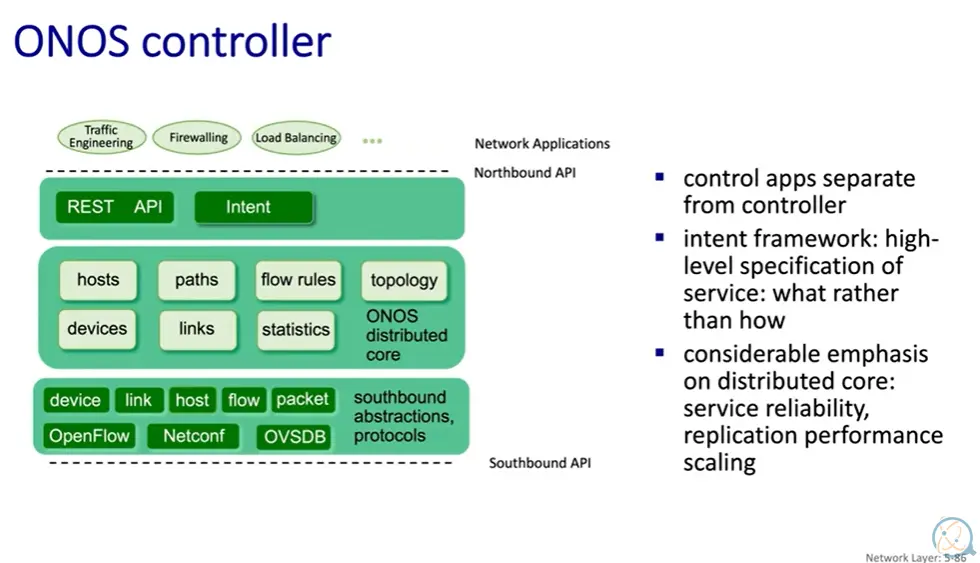 ONOS controller
Traffic
Engineering
Firewalling
Load Balancing
...
Network Applications
Northbound API
REST API
Intent
hosts
paths
flow rules
topology
devices
links
statistics
ONOS
distributed
core
device
link
host
flow
packet
OpenFlow
Netconf
OVSDB
southbound
abstractions,
protocols
Southbound API
control apps separate
from controller
intent framework: high-
level specification of
service: what rather
than how
considerable emphasis
on distributed core:
service reliability,
replication performance
scaling
Network Layer: 5-86